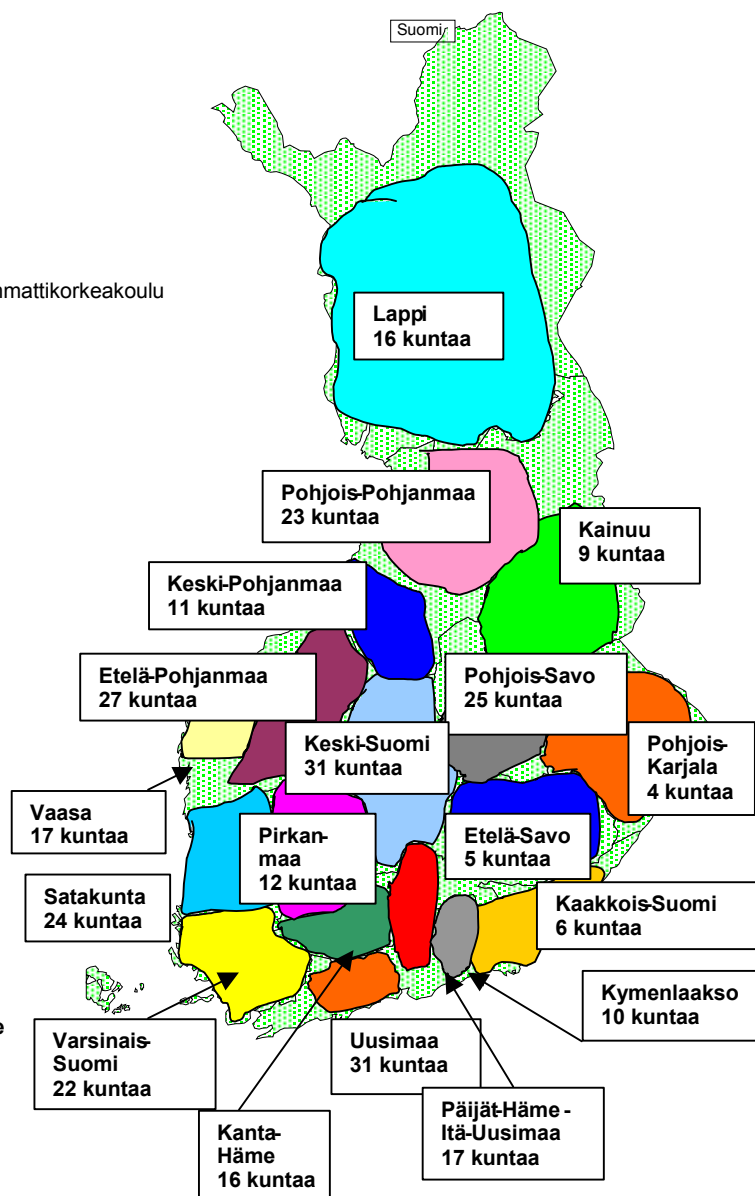 Suomi
mmattikorkeakoulu
Lappi
16 kuntaa
Pohjois-Pohjanmaa
23 kuntaa
Kainuu
9 kuntaa
Keski-Pohjanmaa
11 kuntaa
Etelä-Pohjanmaa
27 kuntaa
Pohjois-Savo
25 kuntaa
Keski-Suomi
31 kuntaa
Pohjois-
Karjala
4 kuntaa
Vaasa
17 kuntaa
Pirkan-
maa
12 kuntaa
Etelä-Savo
5 kuntaa
Satakunta
24 kuntaa
Kaakkois-Suomi
6 kuntaa
Kymenlaakso
10 kuntaa
e
Varsinais-
Suomi
22 kuntaa
Uusimaa
31 kuntaa
Päijät-Häme -
Itä-Uusimaa
17 kuntaa
Kanta-
Häme
16 kuntaa